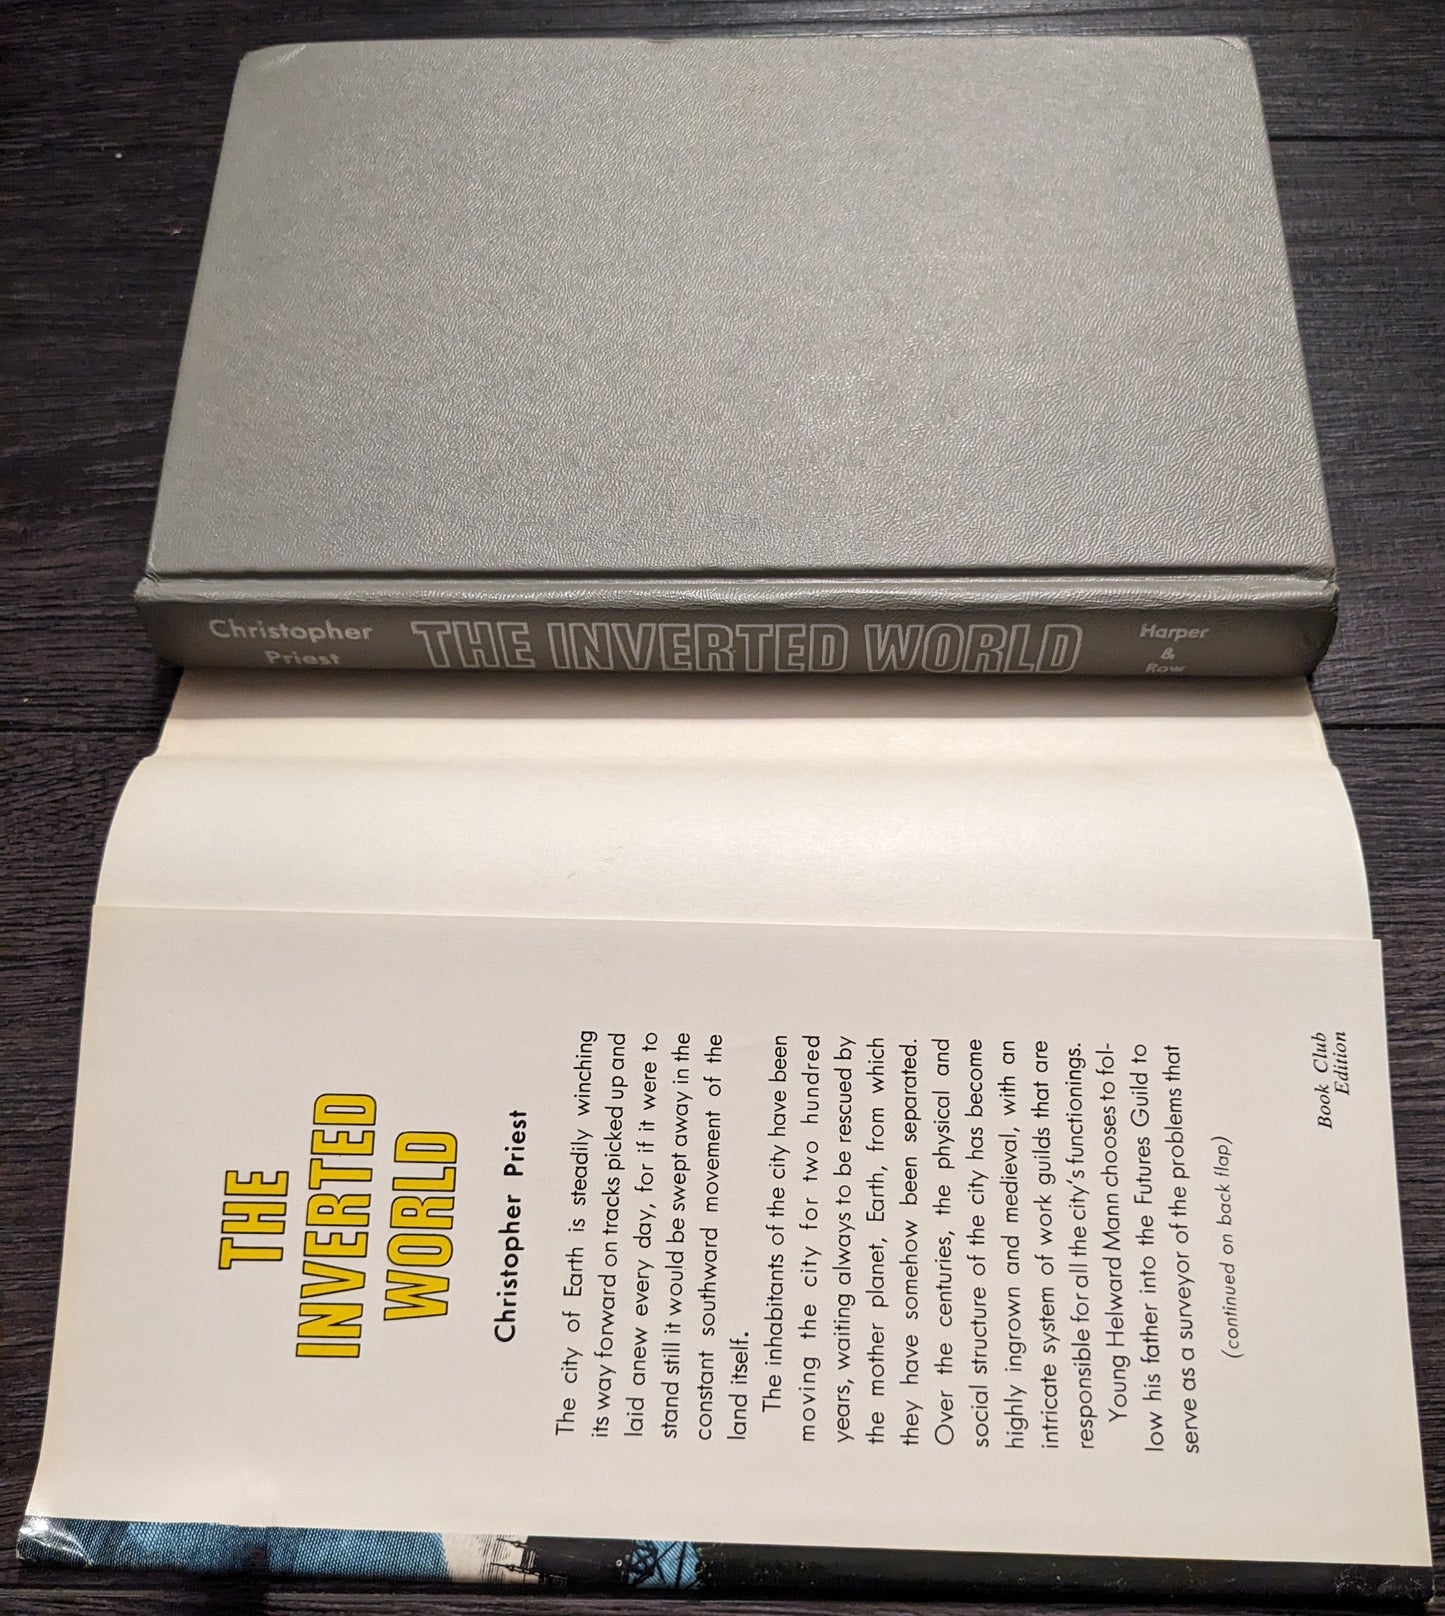 Christopher
Priest
THE INVERTED WORLD
Harper
&
Row
THE
INVERTED
WORLD
Christopher Priest
The city of Earth is steadily winching
its way forward on tracks picked up and
laid anew every day, for if it were to
stand still it would be swept away in the
constant southward movement of the
land itself.
The inhabitants of the city have been
moving the city for two hundred
years, waiting always to be rescued by
the mother planet, Earth, from which
they have somehow been separated.
Over the centuries, the physical and
social structure of the city has become
highly ingrown and medieval, with an
intricate system of work guilds that are
responsible for all the city's functionings.
Young Helward Mann chooses to fol-
low his father into the Futures Guild to
serve as a surveyor of the problems that
(continued on back flap)
Book Club
Edition